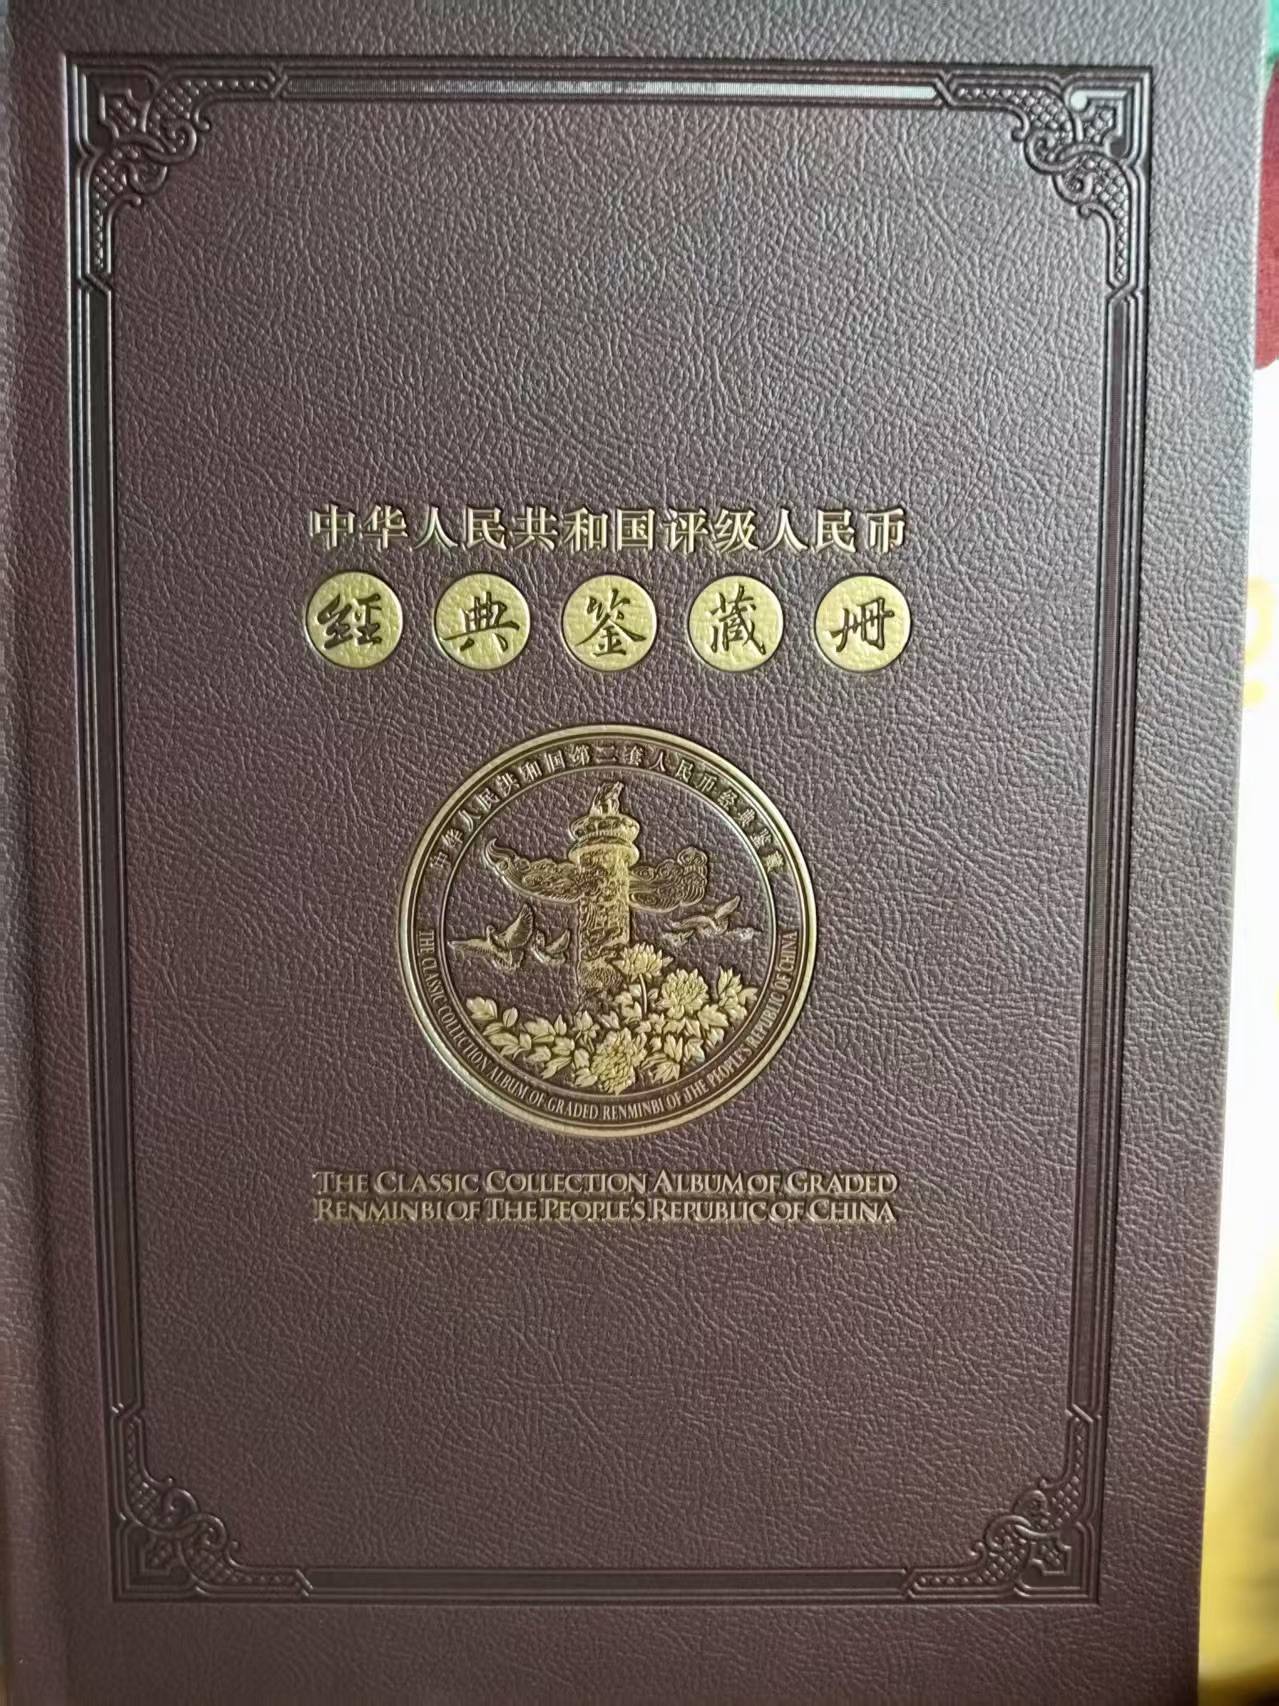 中华人民共和国评级人民币
經典鉴藏冊
中华人民共和国第二套人民币经典鉴藏
THE CLASSIC COLLECTION ALBUM OF GRADED RENMINBI OF THE PEOPLE'S REPUBLIC OF CHINA
THE CLASSIC COLLECTION ALBUM OF GRADED
RENMINBI OF THE PEOPLE'S REPUBLIC OF CHINA